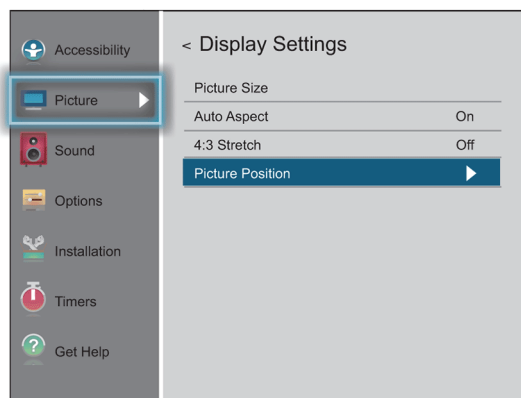 Accessibility
Picture
Sound
Options
Installation
Timers
? Get Help
< Display Settings
Picture Size
Auto Aspect On
4:3 Stretch Off
Picture Position